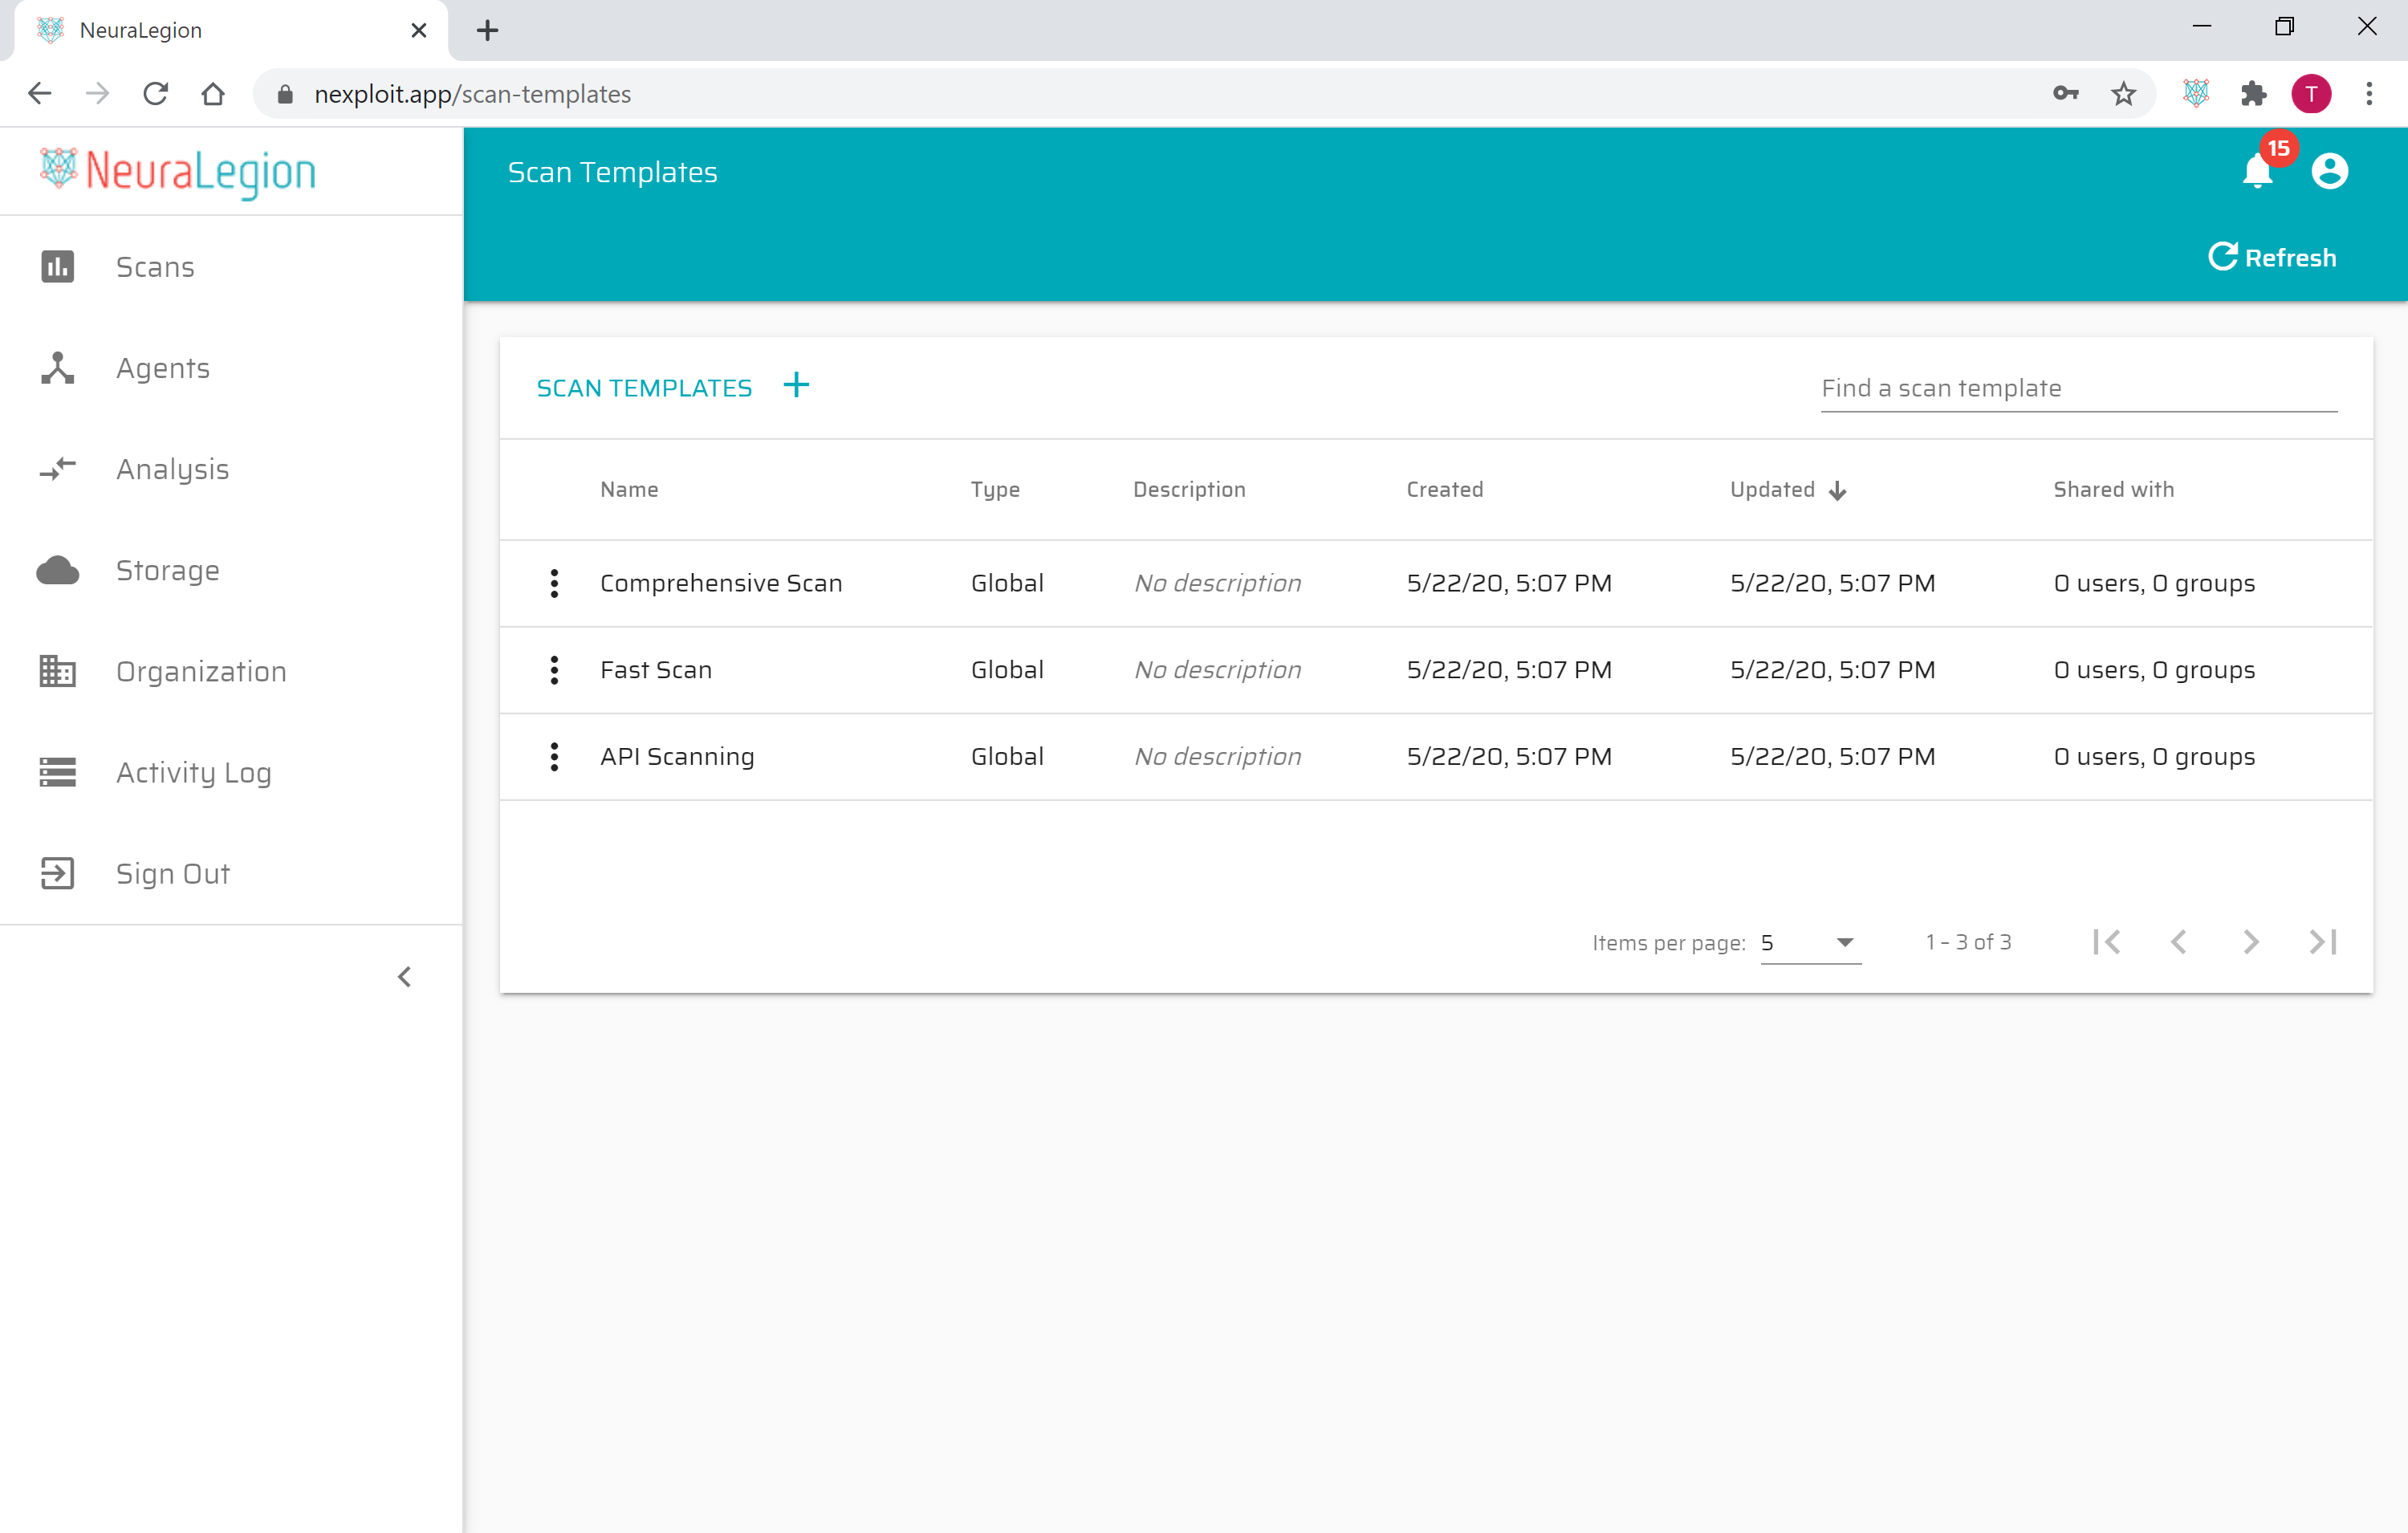 NeuraLegion
nexploit.app/scan-templates
T
NeuraLegion
Scan Templates
15
Refresh
Scans
Agents
Analysis
Storage
Organization
Activity Log
Sign Out
SCAN TEMPLATES
Find a scan template
Name Type Description Created Updated Shared with
Comprehensive Scan Global No description 5/22/20, 5:07 PM 5/22/20, 5:07 PM 0 users, 0 groups
Fast Scan Global No description 5/22/20, 5:07 PM 5/22/20, 5:07 PM 0 users, 0 groups
API Scanning Global No description 5/22/20, 5:07 PM 5/22/20, 5:07 PM 0 users, 0 groups
Items per page: 5 1 – 3 of 3